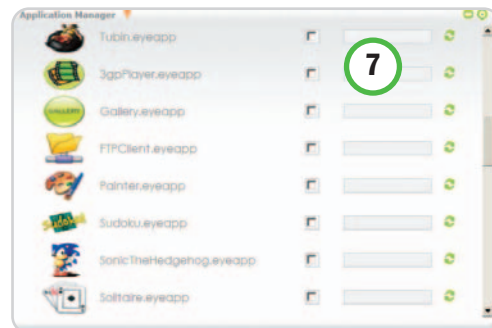 Application Manager
Tubin.eyeapp
7
3gpPlayer.eyeapp
GALLERY
Gallery.eyeapp
FTPClient.eyeapp
Painter.eyeapp
Sudoku.eyeapp
SonicTheHedgehog.eyeapp
Solitaire.eyeapp